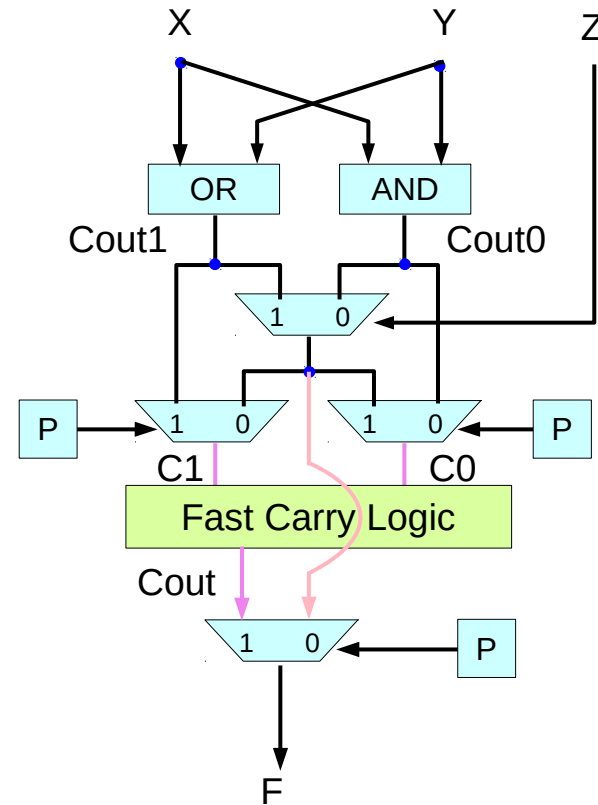 X Y Z
OR AND
Cout1 Cout0
1 0
P 1 0 1 0 P
C1 C0
Fast Carry Logic
Cout
1 0 P
F